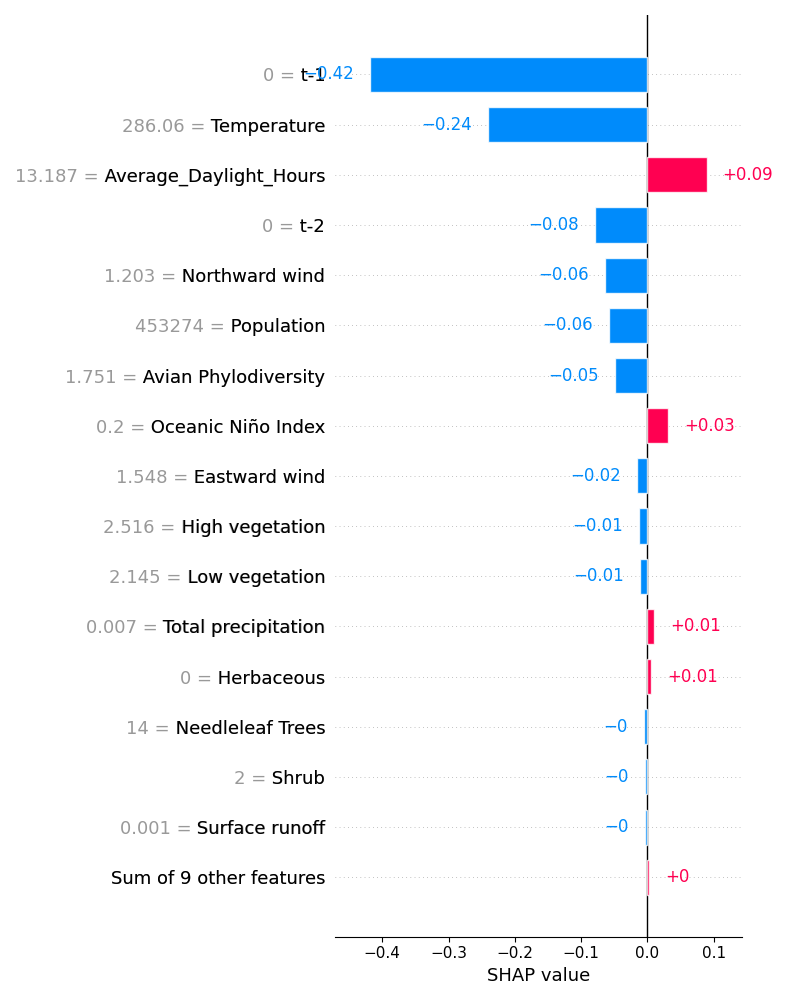 0 = t-1 −0.42
286.06 = Temperature −0.24
13.187 = Average_Daylight_Hours +0.09
0 = t-2 −0.08
1.203 = Northward wind −0.06
453274 = Population −0.06
1.751 = Avian Phylodiversity −0.05
0.2 = Oceanic Niño Index +0.03
1.548 = Eastward wind −0.02
2.516 = High vegetation −0.01
2.145 = Low vegetation −0.01
0.007 = Total precipitation +0.01
0 = Herbaceous +0.01
14 = Needleleaf Trees −0
2 = Shrub −0
0.001 = Surface runoff −0
Sum of 9 other features +0
−0.4 −0.3 −0.2 −0.1 0.0 0.1
SHAP value